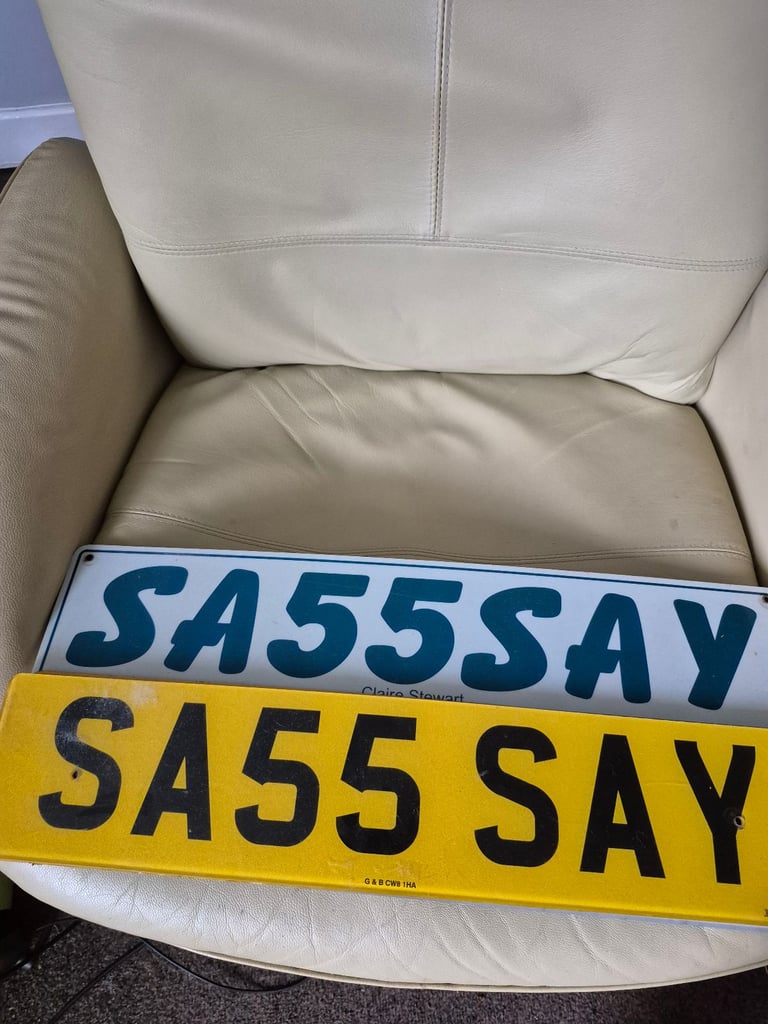 SA55SAY
Claire Stewart
SA55 SAY
G & B CW8 1HA